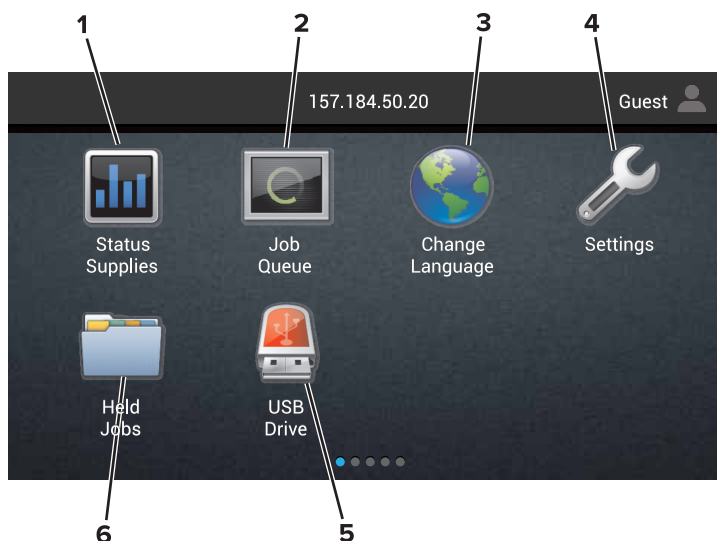 1 2 3 4
157.184.50.20 Guest
Status Job Change Settings
Supplies Queue Language
Held USB
Jobs Drive
6 5